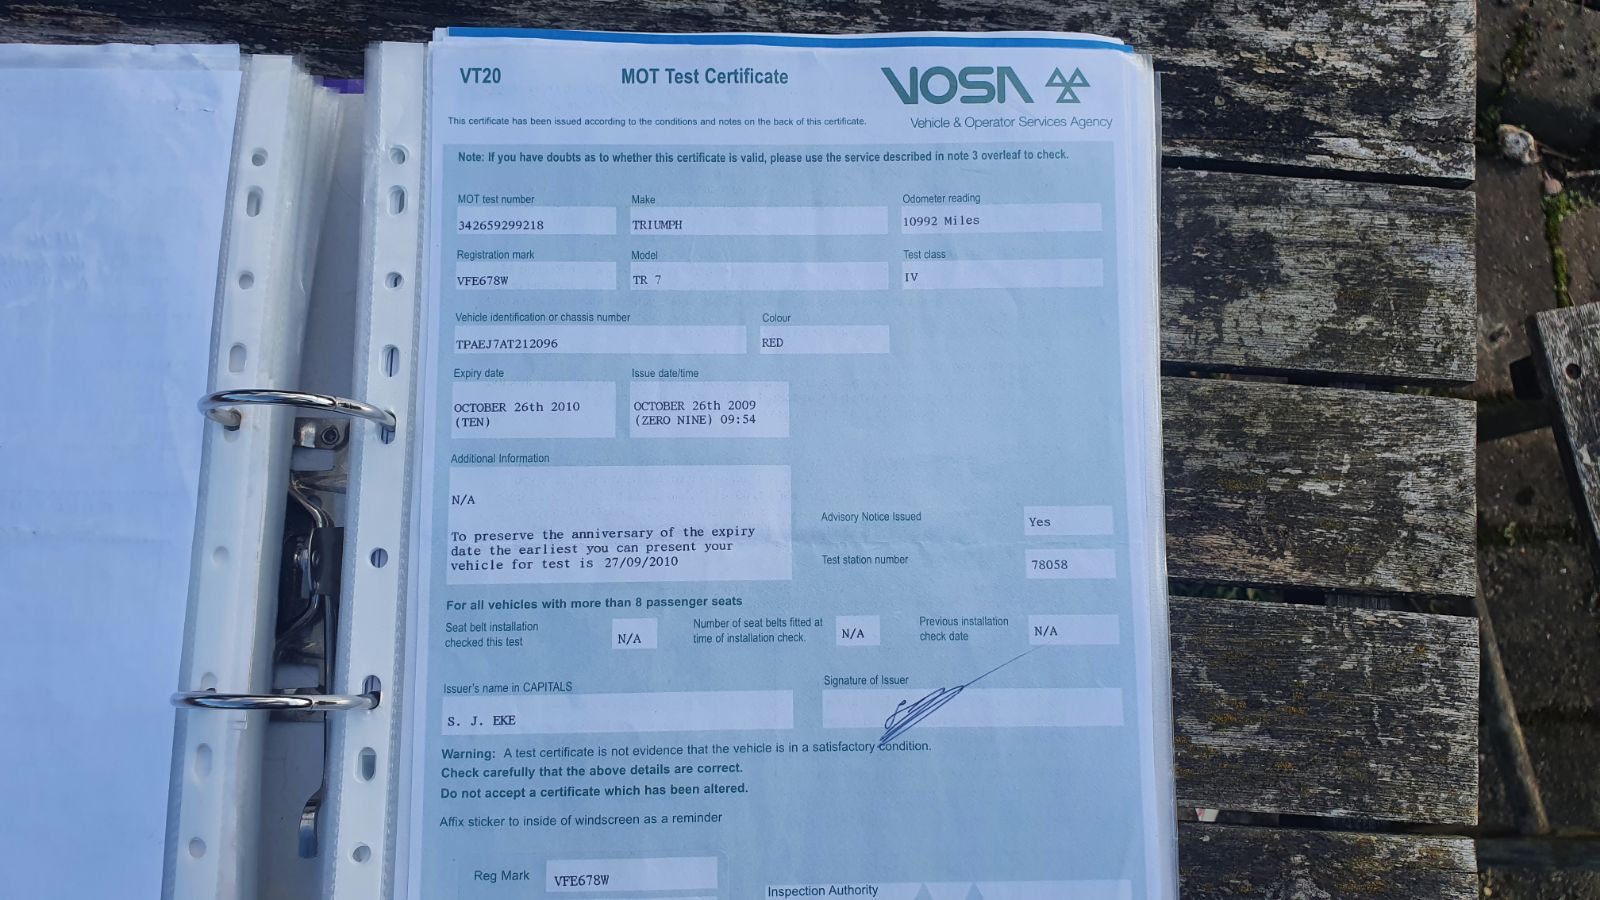 VT20
MOT Test Certificate
VOSA
This certificate has been issued according to the conditions and notes on the back of this certificate.
Vehicle & Operator Services Agency
Note: If you have doubts as to whether this certificate is valid, please use the service described in note 3 overleaf to check.
MOT test number
Make
Odometer reading
342659299218
TRIUMPH
10992 Miles
Registration mark
Model
Test class
VFE678W
TR 7
IV
Vehicle identification or chassis number
Colour
TPAEJ7AT212096
RED
Expiry date
Issue date/time
OCTOBER 26th 2010
(TEN)
OCTOBER 26th 2009
(ZERO NINE) 09:54
Additional Information
N/A
To preserve the anniversary of the expiry
date the earliest you can present your
vehicle for test is 27/09/2010
Advisory Notice Issued
Yes
Test station number
78058
For all vehicles with more than 8 passenger seats
Seat belt installation
checked this test
N/A
Number of seat belts fitted at
time of installation check.
N/A
Previous installation
check date
N/A
Issuer's name in CAPITALS
Signature of Issuer
S. J. EKE
Warning: A test certificate is not evidence that the vehicle is in a satisfactory condition.
Check carefully that the above details are correct.
Do not accept a certificate which has been altered.
Affix sticker to inside of windscreen as a reminder
Reg Mark
VFE678W
Inspection Authority